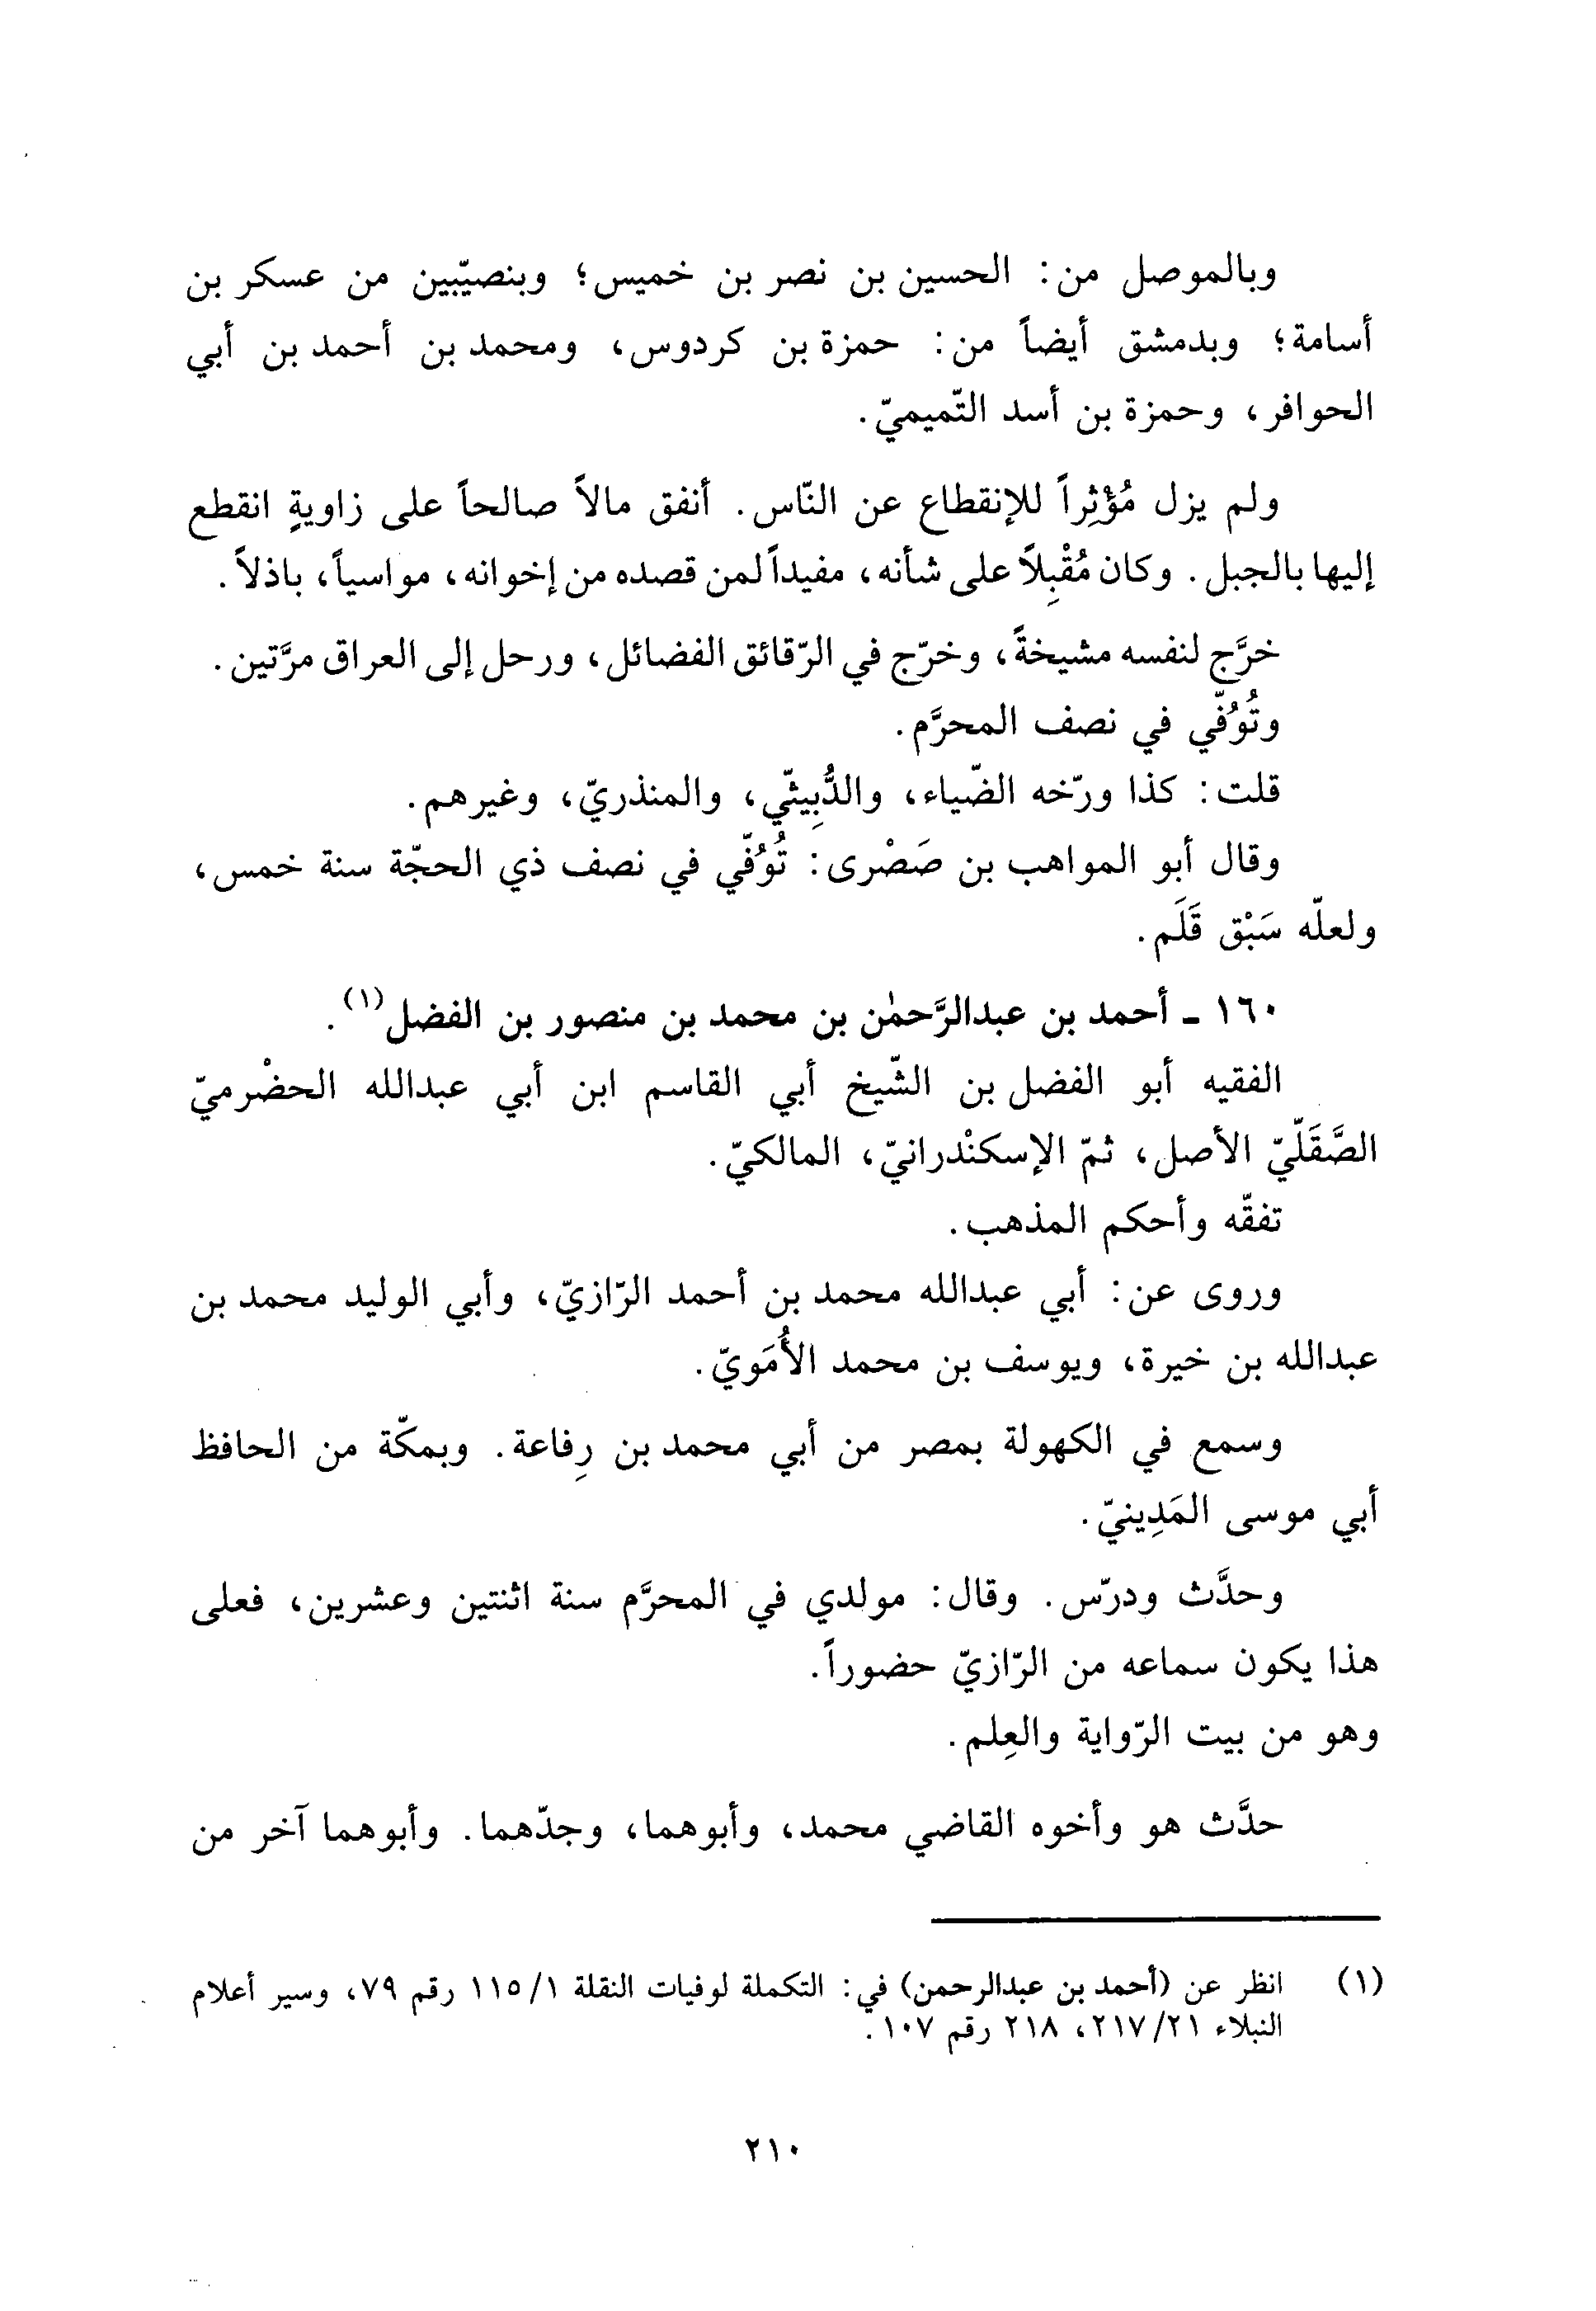 وبالموصل من: الحسين بن نصر بن خميس؛ وبنصيّبين من عسكر بن
أسامة؛ وبدمشق أيضاً من: حمزة بن كردوس، ومحمد بن أحمد بن أبي
الحوافر، وحمزة بن أسد التّميميّ.
ولم يزل مُؤْثِراً للإنقطاع عن النّاس. أنفق مالاً صالحاً على زاويةٍ انقطع
إليها بالجبل. وكان مُقْبِلاً على شأنه، مفيداً لمن قصده من إخوانه، مواسياً، باذلاً.
خرَّج لنفسه مشيخةً، وخرّج في الرّقائق الفضائل، ورحل إلى العراق مرَّتين.
وتُوُفّي في نصف المحرَّم.
قلت: كذا ورّخه الضّياء، والدُّبِيثّي، والمنذريّ، وغيرهم.
وقال أبو المواهب بن صَصْرى: تُوُفّي في نصف ذي الحجّة سنة خمس،
ولعلّه سَبْق قَلَم.
١٦٠ - أحمد بن عبدالرَّحمٰن بن محمد بن منصور بن الفضل(١).
الفقيه أبو الفضل بن الشّيخ أبي القاسم ابن أبي عبدالله الحضْرميّ
الصَّقَلّيّ الأصل، ثمّ الإسكنْدرانيّ، المالكيّ.
تفقّه وأحكم المذهب.
وروى عن: أبي عبدالله محمد بن أحمد الرّازيّ، وأبي الوليد محمد بن
عبدالله بن خيرة، ويوسف بن محمد الأُمَويّ.
وسمع في الكهولة بمصر من أبي محمد بن رِفاعة. وبمكّة من الحافظ
أبي موسى المَدِينيّ.
وحدَّث ودرّس. وقال: مولدي في المحرَّم سنة اثنتين وعشرين، فعلى
هذا يكون سماعه من الرّازيّ حضوراً.
وهو من بيت الرّواية والعِلم.
حدَّث هو وأخوه القاضي محمد، وأبوهما، وجدّهما. وأبوهما آخر من
(١) انظر عن (أحمد بن عبدالرحمن) في: التكملة لوفيات النقلة ١/١١٥ رقم ٧٩، وسير أعلام
النبلاء ٢١/٢١٧، ٢١٨ رقم ١٠٧.
٢١٠